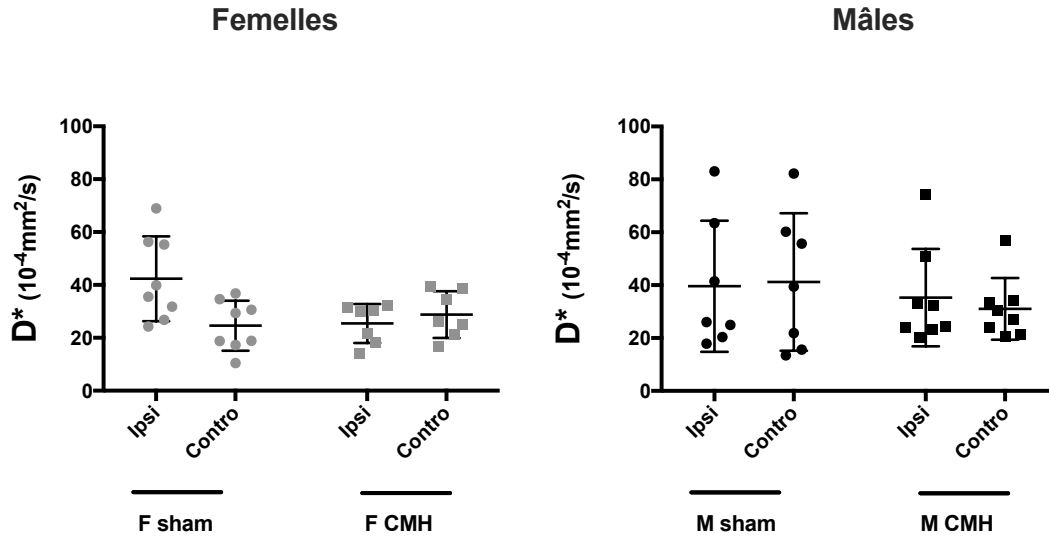 Femelles
Mâles
D* (10⁻⁴mm²/s)
100
80
60
40
20
0
Ipsi
Contro
Ipsi
Contro
F sham
F CMH
D* (10⁻⁴mm²/s)
100
80
60
40
20
0
Ipsi
Contro
Ipsi
Contro
M sham
M CMH